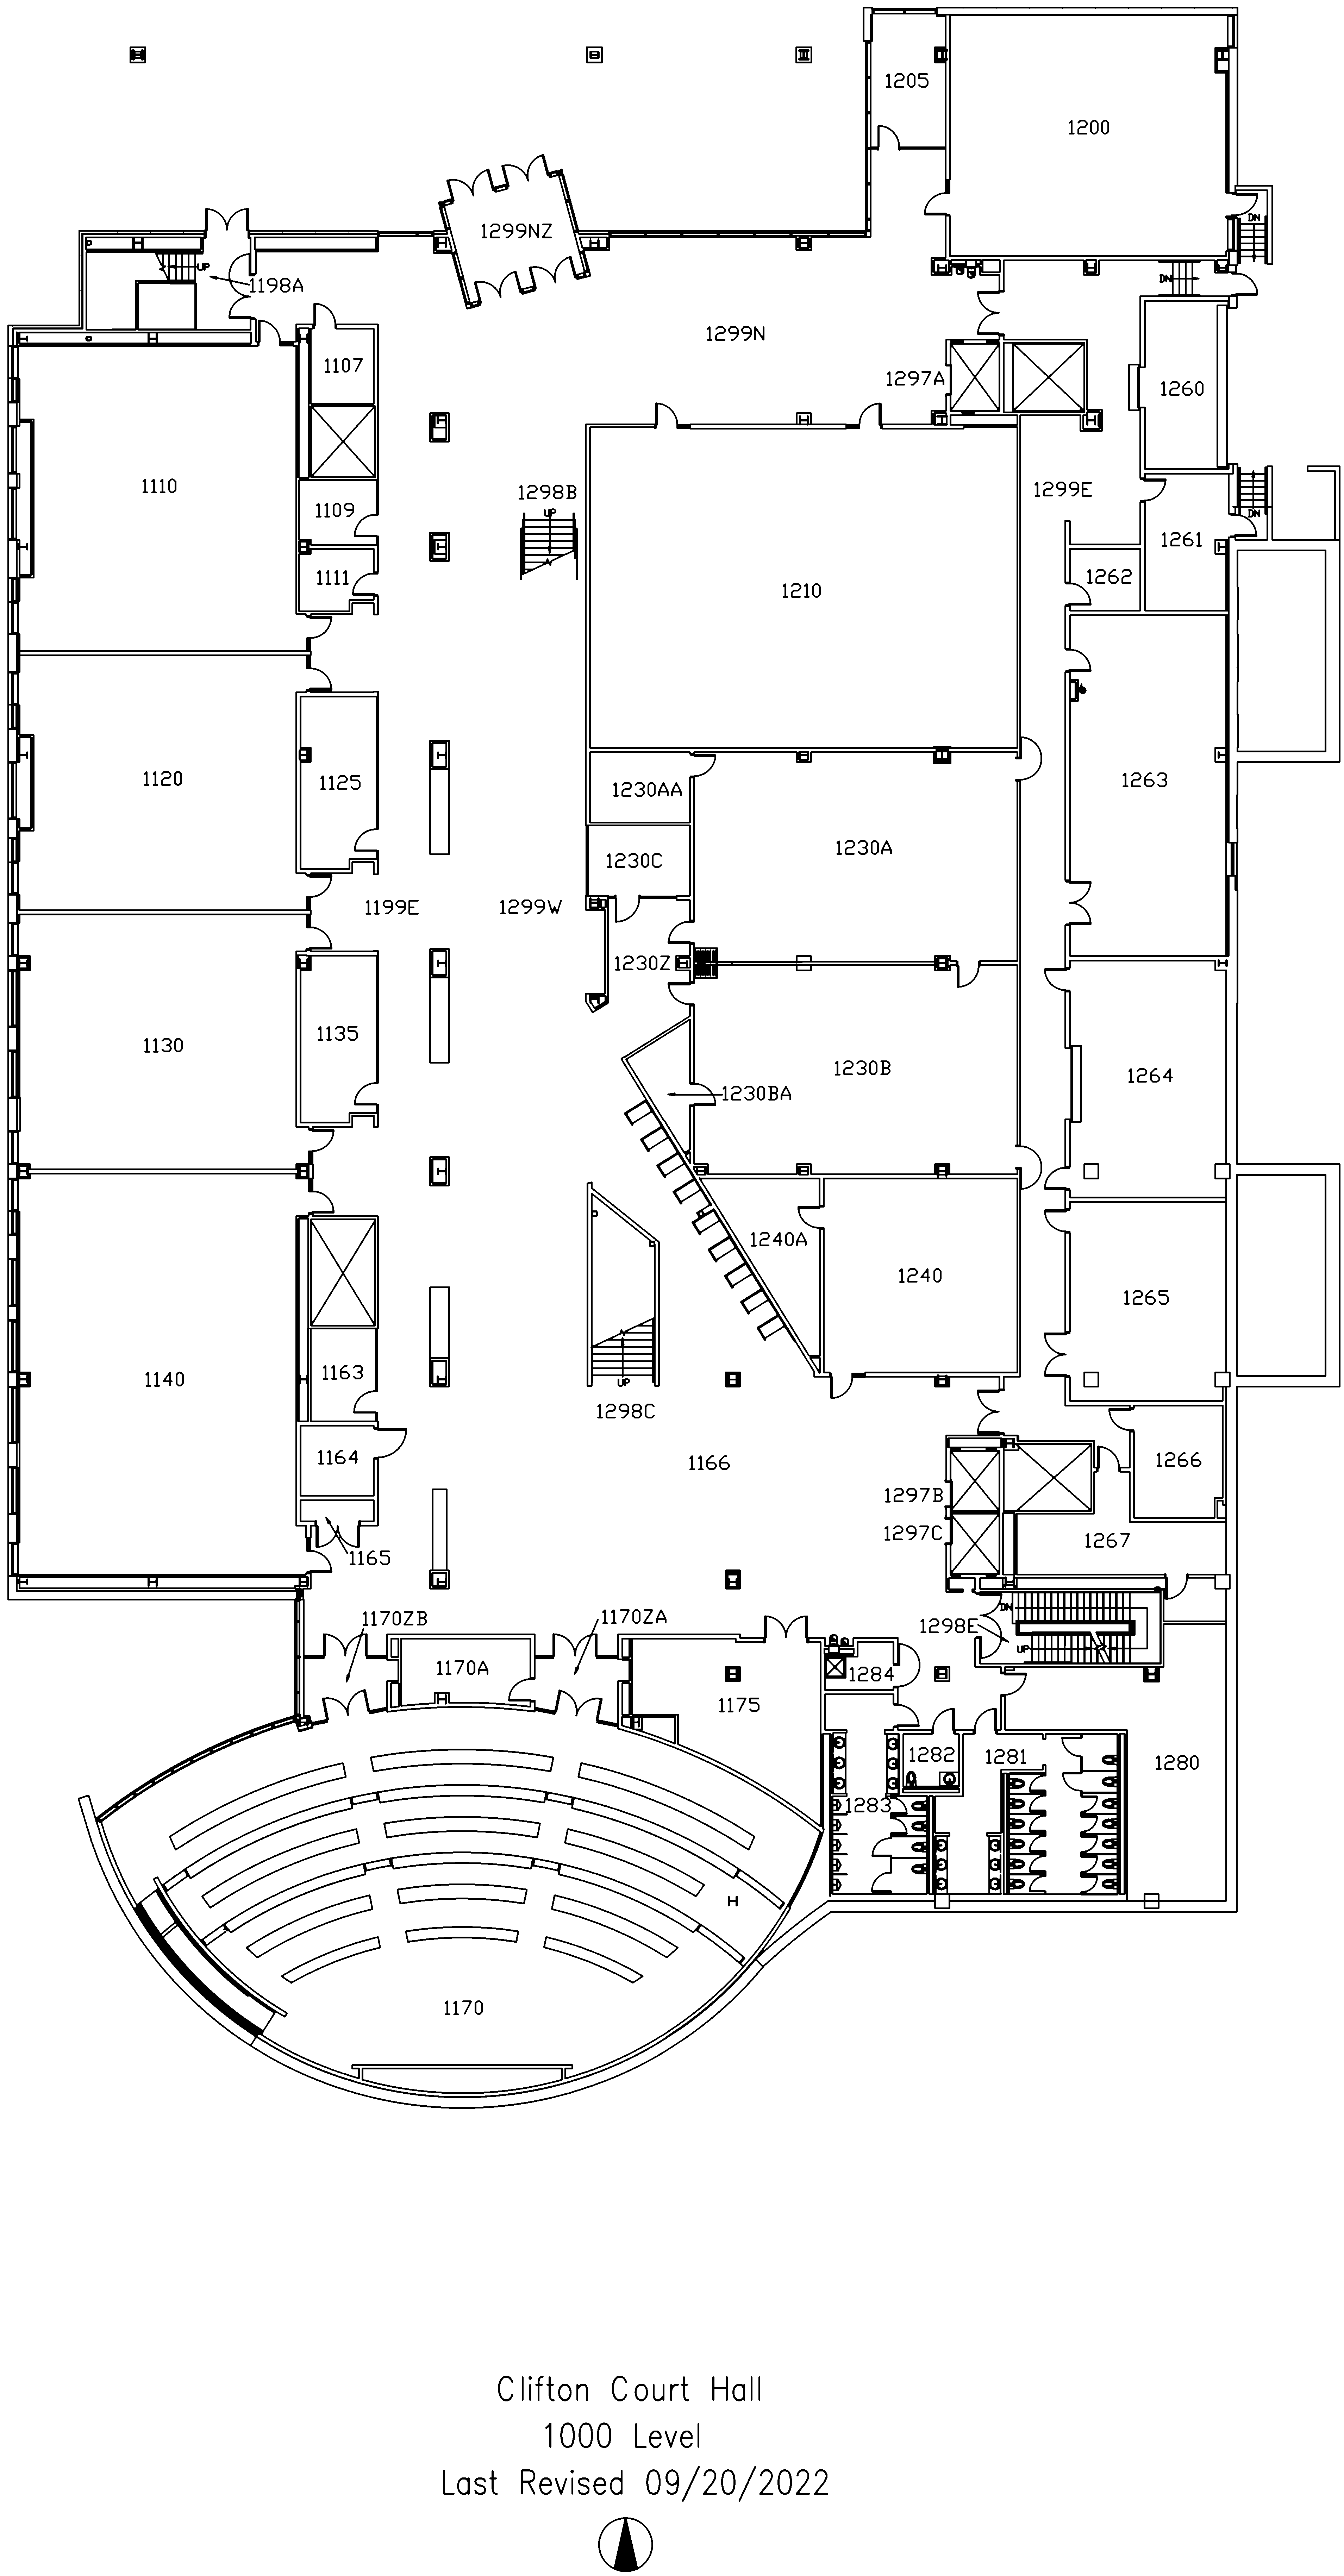 1205
1200
1299NZ
DN
UP
1198A
DN
1299N
1107
1297A
1260
1110
1298B
1299E
1109
UP
DN
1261
1111
1262
1210
1120
1125
1230AA
1263
1230A
1230C
1199E
1299W
1230Z
1135
1130
1230B
1264
1230BA
1240A
1240
1265
1163
1140
UP
1298C
1164
1166
1266
1297B
1297C
1267
1165
DN
1170ZB
1170ZA
1298E
UP
1170A
1284
1175
1282
1281
1280
1283
1170
Clifton Court Hall
1000 Level
Last Revised 09/20/2022